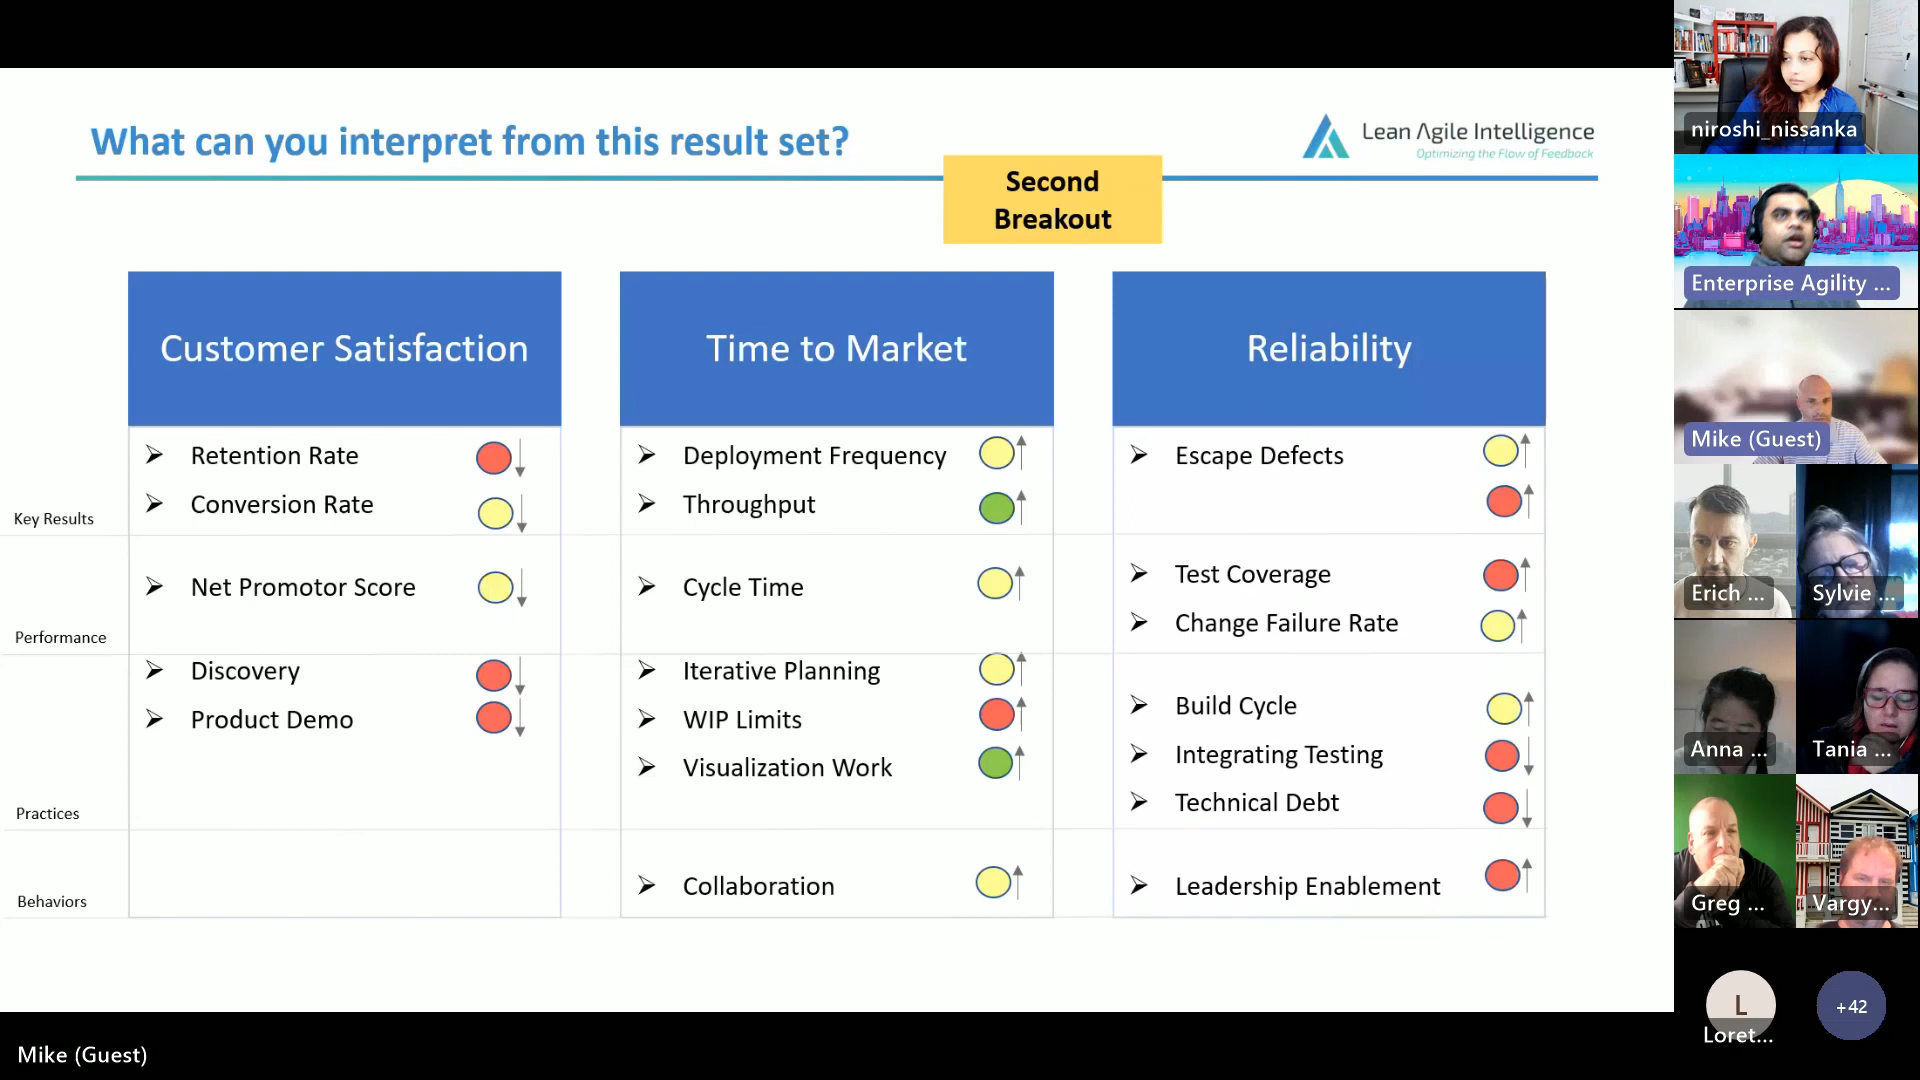 What can you interpret from this result set?
Lean Agile Intelligence
Optimizing the Flow of Feedback
Second
Breakout
Customer Satisfaction
Time to Market
Reliability
Key Results
Retention Rate
Conversion Rate
Deployment Frequency
Throughput
Escape Defects
Performance
Net Promotor Score
Cycle Time
Test Coverage
Change Failure Rate
Practices
Discovery
Product Demo
Iterative Planning
WIP Limits
Visualization Work
Build Cycle
Integrating Testing
Technical Debt
Behaviors
Collaboration
Leadership Enablement
niroshi_nissanka
Enterprise Agility ...
Mike (Guest)
Erich ...
Sylvie ...
Anna ...
Tania ...
Greg ...
Vargy...
L
Loret...
+42
Mike (Guest)